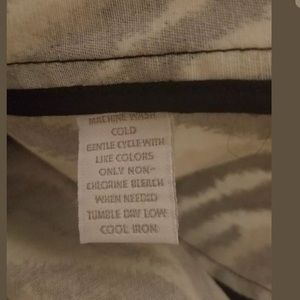 MACHINE WASH
COLD
GENTLE CYCLE WITH
LIKE COLORS
ONLY NON-
CHLORINE BLEACH
WHEN NEEDED
TUMBLE DRY LOW
COOL IRON